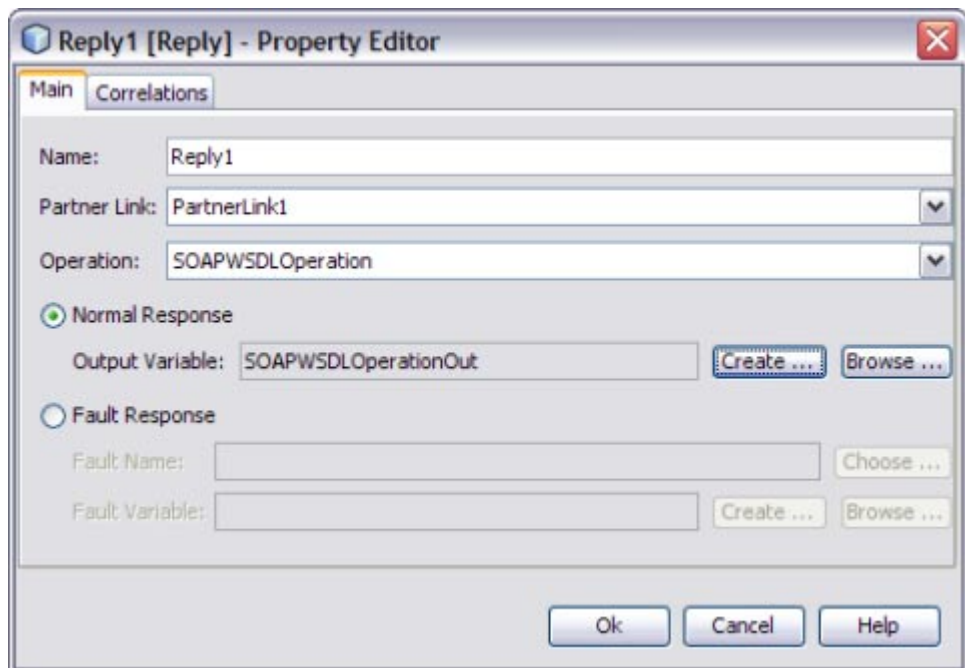 Reply1 [Reply] - Property Editor
Main Correlations
Name: Reply1
Partner Link: PartnerLink1
Operation: SOAPWSDLOperation
Normal Response
Output Variable: SOAPWSDLOperationOut Create ... Browse ...
Fault Response
Fault Name: Choose ...
Fault Variable: Create ... Browse ...
Ok Cancel Help